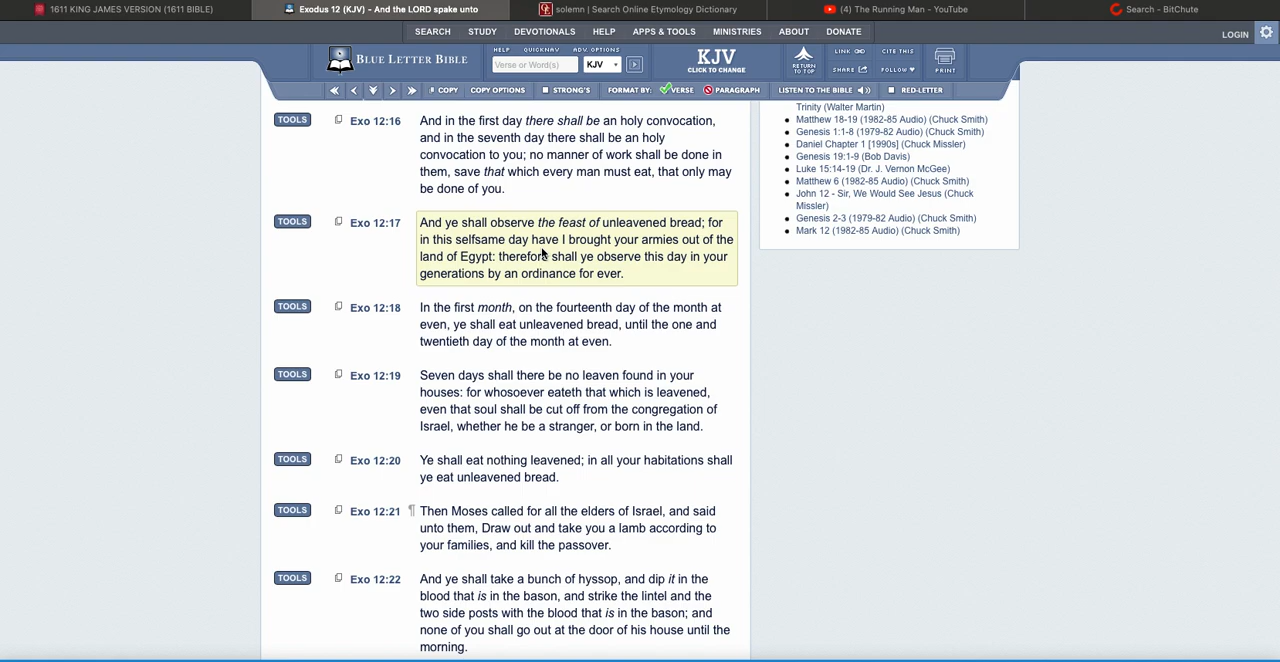 1611 KING JAMES VERSION (1611 BIBLE)
Exodus 12 (KJV) - And the LORD spake unto
solemn | Search Online Etymology Dictionary
(4) The Running Man - YouTube
Search - BitChute
SEARCH STUDY DEVOTIONALS HELP APPS & TOOLS MINISTRIES ABOUT DONATE
LOGIN
BLUE LETTER BIBLE
HELP QUICKNAV ADV. OPTIONS
Verse or Word(s)
KJV
KJV
CLICK TO CHANGE
RETURN
TO TOP
LINK
CITE THIS
SHARE
FOLLOW
PRINT
COPY COPY OPTIONS STRONG'S FORMAT BY: VERSE PARAGRAPH LISTEN TO THE BIBLE RED-LETTER
TOOLS Exo 12:16 And in the first day there shall be an holy convocation,
and in the seventh day there shall be an holy
convocation to you; no manner of work shall be done in
them, save that which every man must eat, that only may
be done of you.
TOOLS Exo 12:17 And ye shall observe the feast of unleavened bread; for
in this selfsame day have I brought your armies out of the
land of Egypt: therefore shall ye observe this day in your
generations by an ordinance for ever.
TOOLS Exo 12:18 In the first month, on the fourteenth day of the month at
even, ye shall eat unleavened bread, until the one and
twentieth day of the month at even.
TOOLS Exo 12:19 Seven days shall there be no leaven found in your
houses: for whosoever eateth that which is leavened,
even that soul shall be cut off from the congregation of
Israel, whether he be a stranger, or born in the land.
TOOLS Exo 12:20 Ye shall eat nothing leavened; in all your habitations shall
ye eat unleavened bread.
TOOLS Exo 12:21 ¶ Then Moses called for all the elders of Israel, and said
unto them, Draw out and take you a lamb according to
your families, and kill the passover.
TOOLS Exo 12:22 And ye shall take a bunch of hyssop, and dip it in the
blood that is in the bason, and strike the lintel and the
two side posts with the blood that is in the bason; and
none of you shall go out at the door of his house until the
morning.
Trinity (Walter Martin)
Matthew 18-19 (1982-85 Audio) (Chuck Smith)
Genesis 1:1-8 (1979-82 Audio) (Chuck Smith)
Daniel Chapter 1 [1990s] (Chuck Missler)
Genesis 19:1-9 (Bob Davis)
Luke 15:14-19 (Dr. J. Vernon McGee)
Matthew 6 (1982-85 Audio) (Chuck Smith)
John 12 - Sir, We Would See Jesus (Chuck
Missler)
Genesis 2-3 (1979-82 Audio) (Chuck Smith)
Mark 12 (1982-85 Audio) (Chuck Smith)